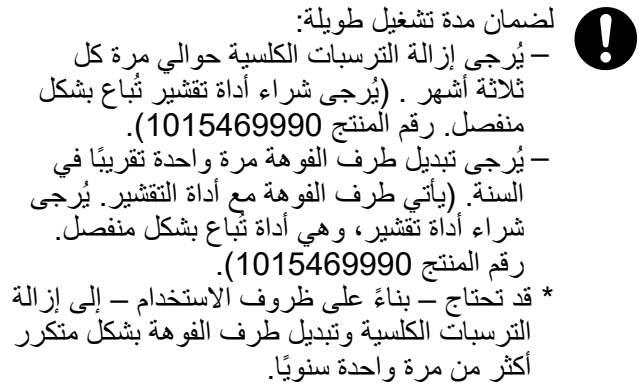 لضمان مدة تشغيل طويلة:
– يُرجى إزالة الترسبات الكلسية حوالي مرة كل
ثلاثة أشهر . (يُرجى شراء أداة تقشير تُباع بشكل
منفصل. رقم المنتج 1015469990).
– يُرجى تبديل طرف الفوهة مرة واحدة تقريبًا في
السنة. (يأتي طرف الفوهة مع أداة التقشير. يُرجى
شراء أداة تقشير، وهي أداة تُباع بشكل منفصل.
رقم المنتج 1015469990).
* قد تحتاج – بناءً على ظروف الاستخدام – إلى إزالة
الترسبات الكلسية وتبديل طرف الفوهة بشكل متكرر
أكثر من مرة واحدة سنويًا.